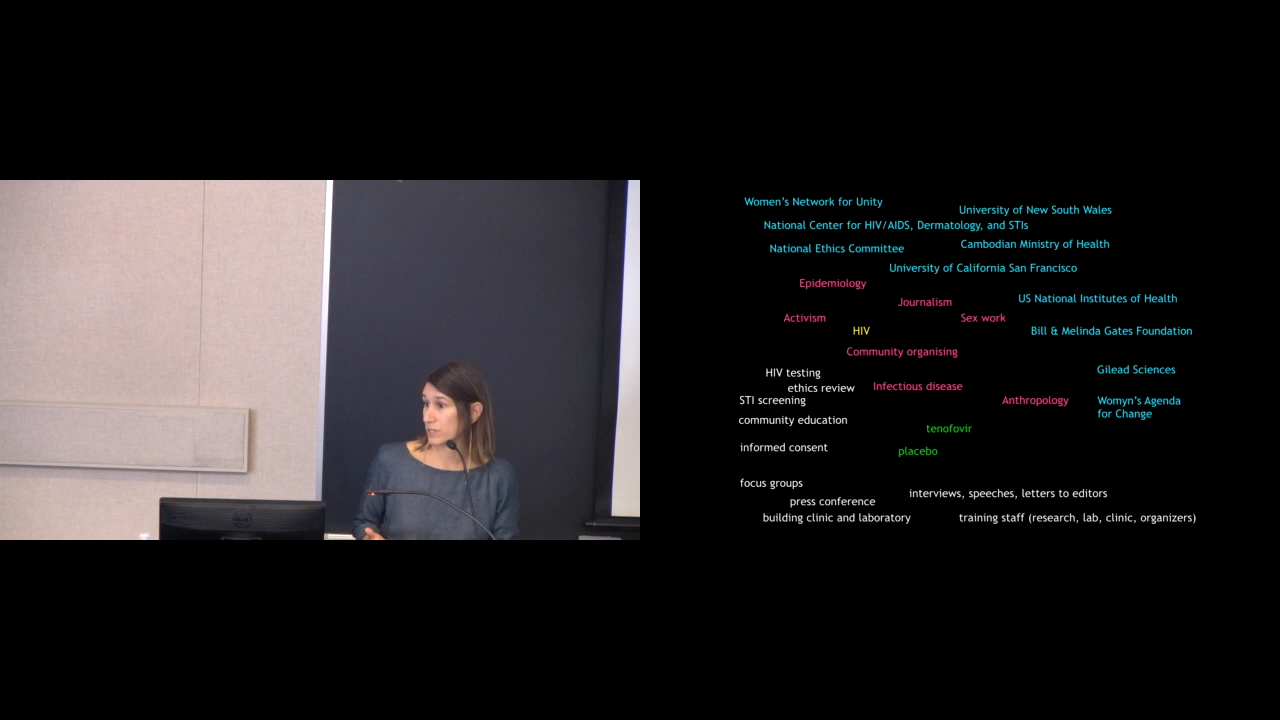 Women's Network for Unity
University of New South Wales
National Center for HIV/AIDS, Dermatology, and STIs
National Ethics Committee
Cambodian Ministry of Health
University of California San Francisco
Epidemiology
Journalism
US National Institutes of Health
Activism
Sex work
HIV
Bill & Melinda Gates Foundation
Community organising
HIV testing
Gilead Sciences
ethics review
Infectious disease
STI screening
Anthropology
Womyn's Agenda
for Change
community education
tenofovir
informed consent
placebo
focus groups
interviews, speeches, letters to editors
press conference
building clinic and laboratory
training staff (research, lab, clinic, organizers)